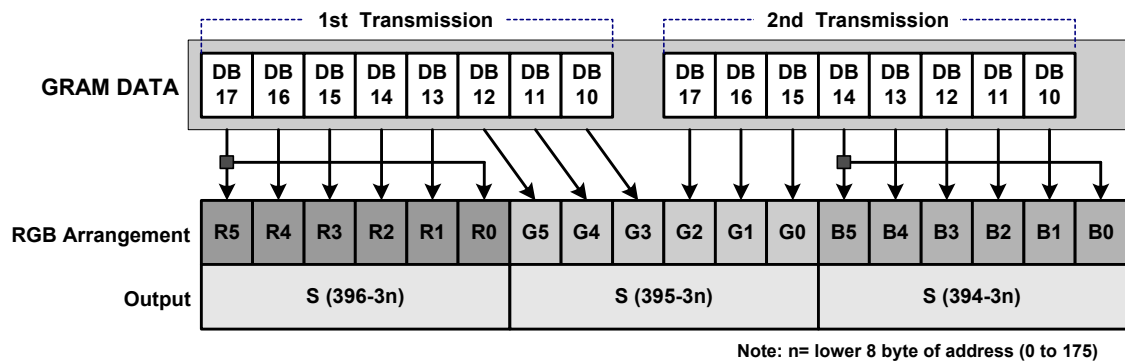 1st Transmission 2nd Transmission
GRAM DATA
DB 17 DB 16 DB 15 DB 14 DB 13 DB 12 DB 11 DB 10 DB 17 DB 16 DB 15 DB 14 DB 13 DB 12 DB 11 DB 10
RGB Arrangement R5 R4 R3 R2 R1 R0 G5 G4 G3 G2 G1 G0 B5 B4 B3 B2 B1 B0
Output S (396-3n) S (395-3n) S (394-3n)
Note: n= lower 8 byte of address (0 to 175)